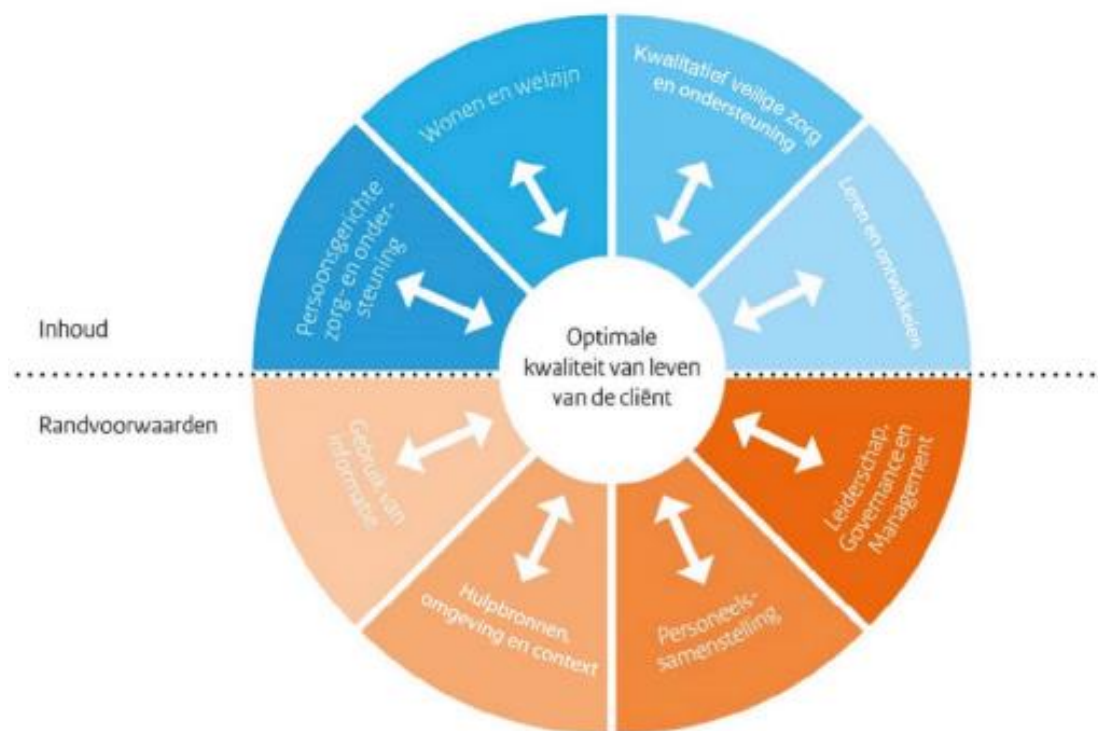 Wonen en welzijn
Kwalitatief veilige zorg
en ondersteuning
Persoonsgerichte
zorg- en onder-
steuning
Leren en ontwikkelen
Inhoud
Optimale
kwaliteit van leven
van de cliënt
Randvoorwaarden
Gebruik van
informatie
Leiderschap,
Governance en
Management
Hulpbronnen,
omgeving en context
Personeels-
samenstelling